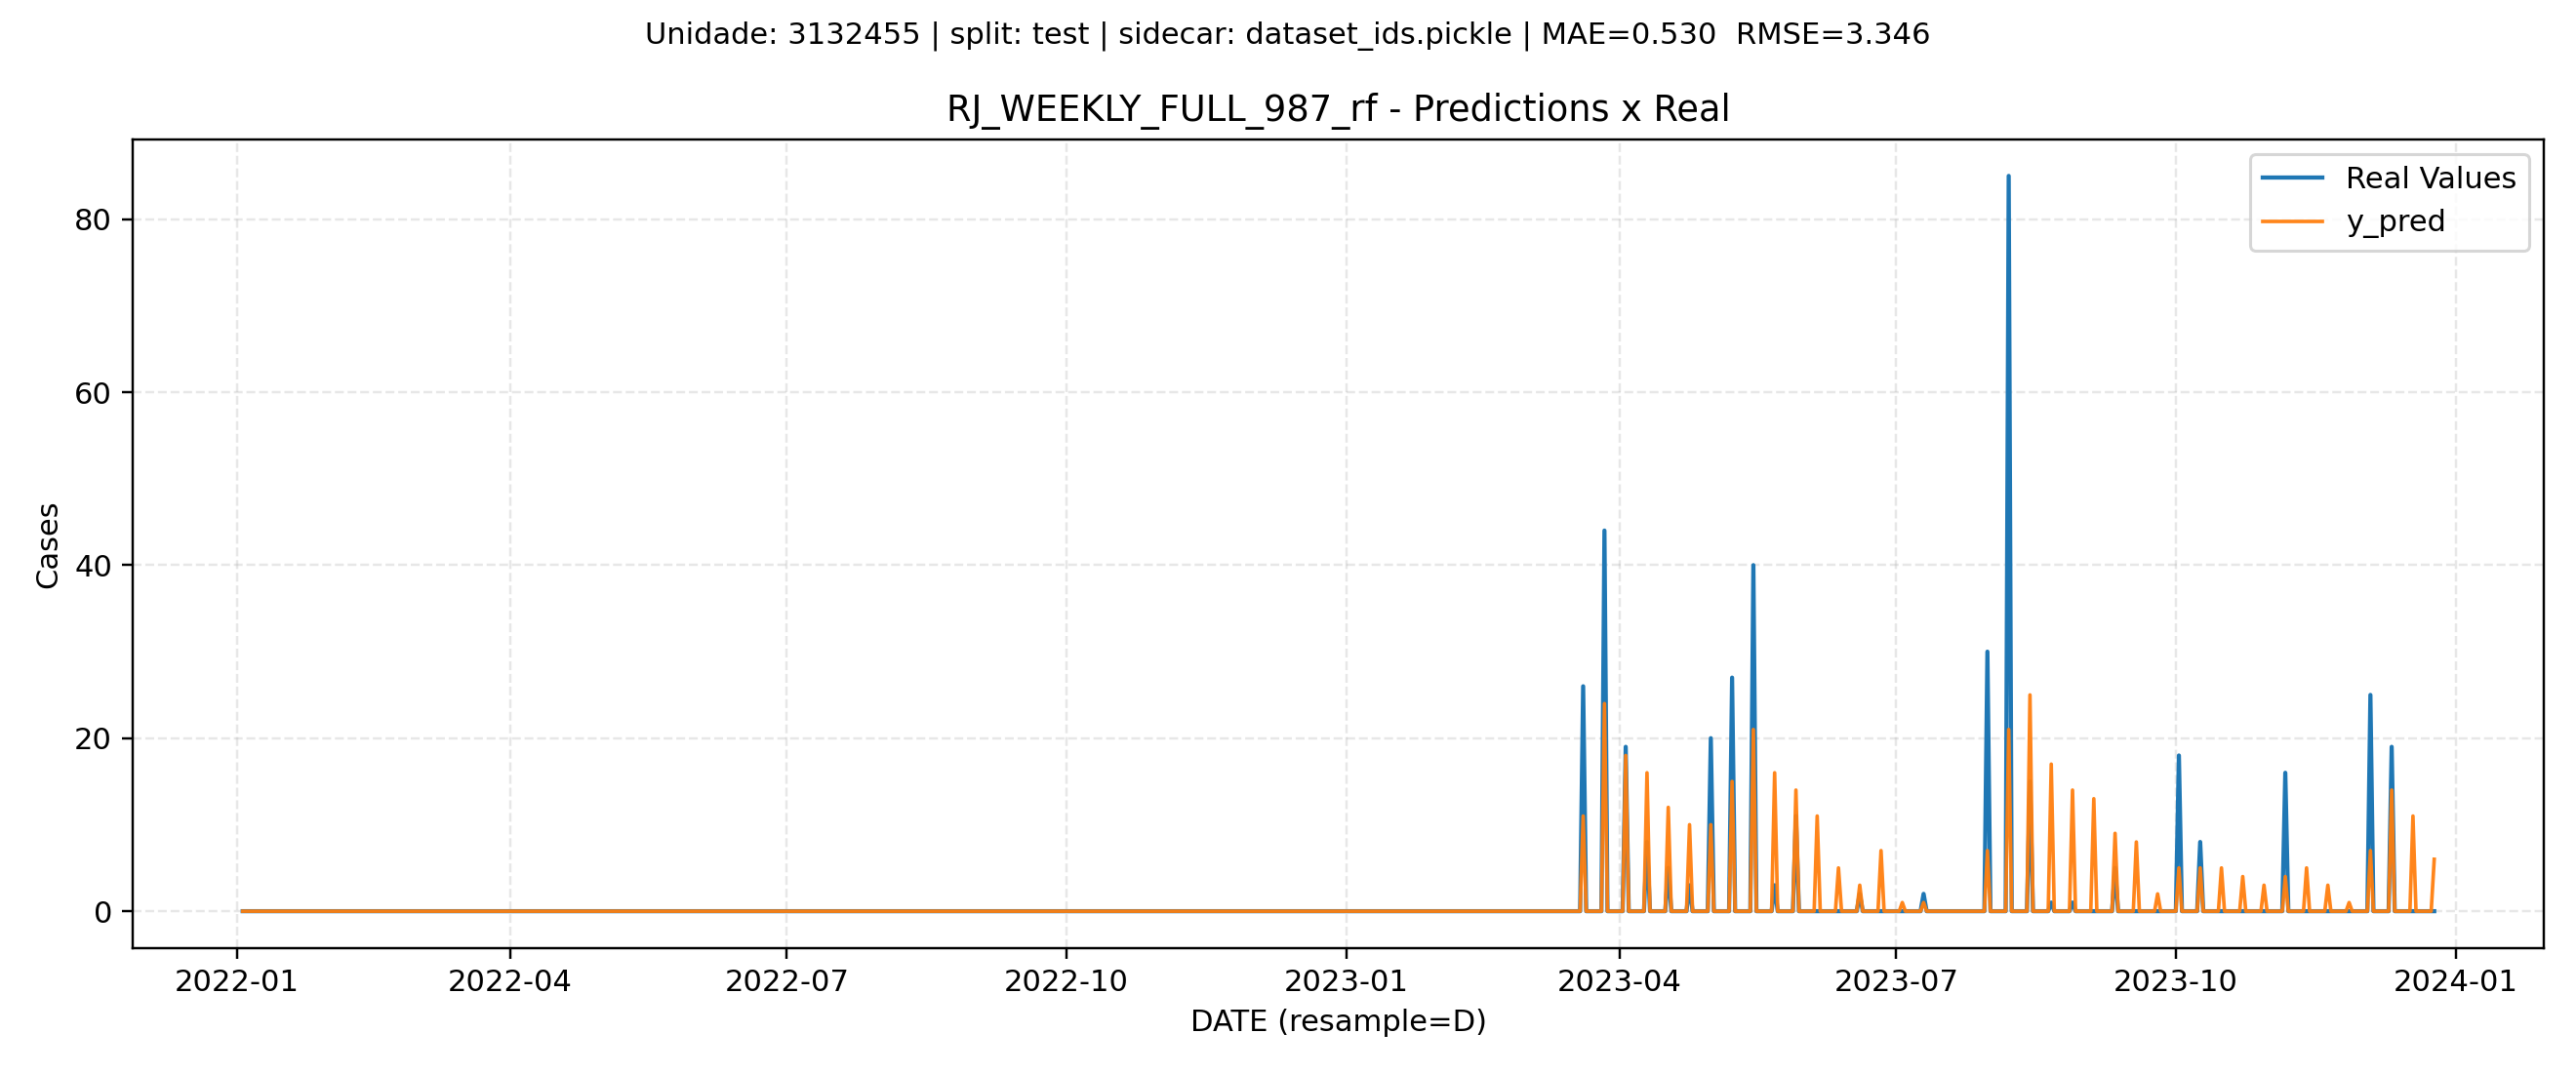 Unidade: 3132455 | split: test | sidecar: dataset_ids.pickle | MAE=0.530  RMSE=3.346
RJ_WEEKLY_FULL_987_rf - Predictions x Real
Real Values
y_pred
Cases
80
60
40
20
0
2022-01
2022-04
2022-07
2022-10
2023-01
2023-04
2023-07
2023-10
2024-01
DATE (resample=D)